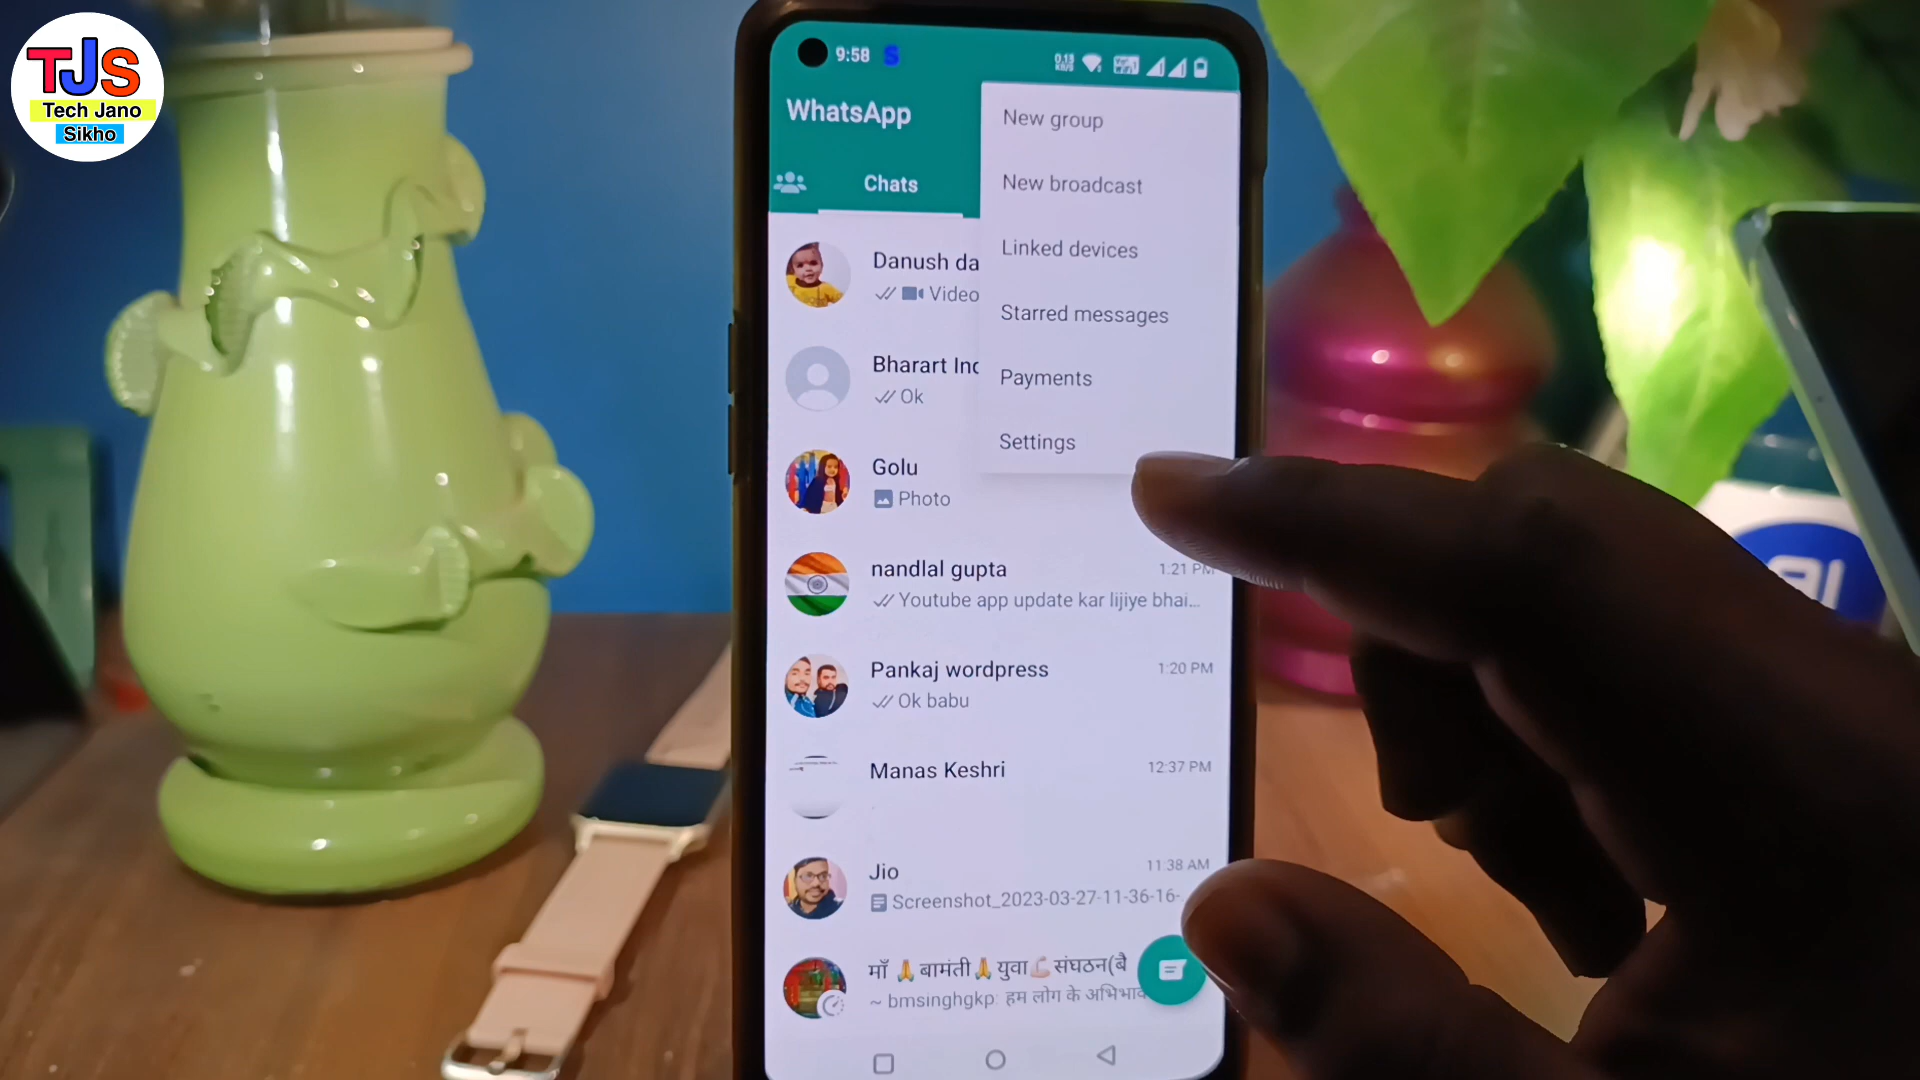 TJS
Tech Jano
Sikho
9:58
WhatsApp
Chats
New group
New broadcast
Linked devices
Starred messages
Payments
Settings
Danush da
Video
Bharart Inc
Ok
Golu
Photo
nandlal gupta
1:21 PM
Youtube app update kar lijiye bhai...
Pankaj wordpress
1:20 PM
Ok babu
Manas Keshri
12:37 PM
Jio
11:38 AM
Screenshot_2023-03-27-11-36-16-
माँ 🙏 बामंती 🙏 युवा 💪🏻 संघठन(बै
~ bmsinghgkp: हम लोग के अभिभाव